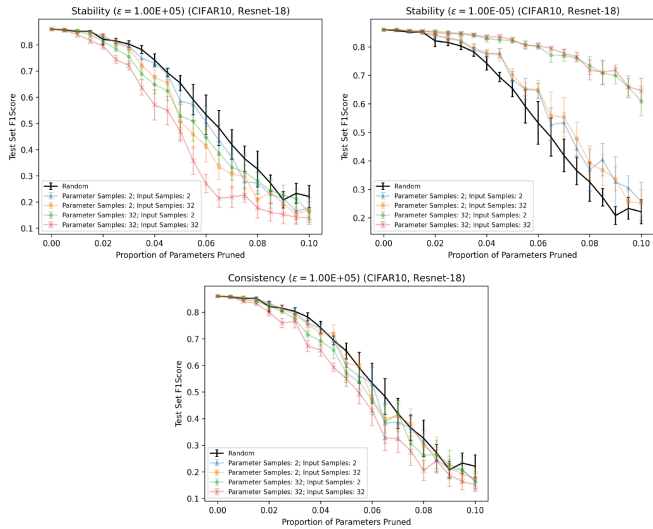 Stability (ε = 1.00E+05) (CIFAR10, Resnet-18)
Test Set F1Score
0.8
0.7
0.6
0.5
0.4
0.3
0.2
0.1
Random
Parameter Samples: 2; Input Samples: 2
Parameter Samples: 2; Input Samples: 32
Parameter Samples: 32; Input Samples: 2
Parameter Samples: 32; Input Samples: 32
0.00 0.02 0.04 0.06 0.08 0.10
Proportion of Parameters Pruned
Stability (ε = 1.00E-05) (CIFAR10, Resnet-18)
Test Set F1Score
0.8
0.7
0.6
0.5
0.4
0.3
0.2
Random
Parameter Samples: 2; Input Samples: 2
Parameter Samples: 2; Input Samples: 32
Parameter Samples: 32; Input Samples: 2
Parameter Samples: 32; Input Samples: 32
0.00 0.02 0.04 0.06 0.08 0.10
Proportion of Parameters Pruned
Consistency (ε = 1.00E+05) (CIFAR10, Resnet-18)
Test Set F1Score
0.8
0.7
0.6
0.5
0.4
0.3
0.2
0.1
Random
Parameter Samples: 2; Input Samples: 2
Parameter Samples: 2; Input Samples: 32
Parameter Samples: 32; Input Samples: 2
Parameter Samples: 32; Input Samples: 32
0.00 0.02 0.04 0.06 0.08 0.10
Proportion of Parameters Pruned